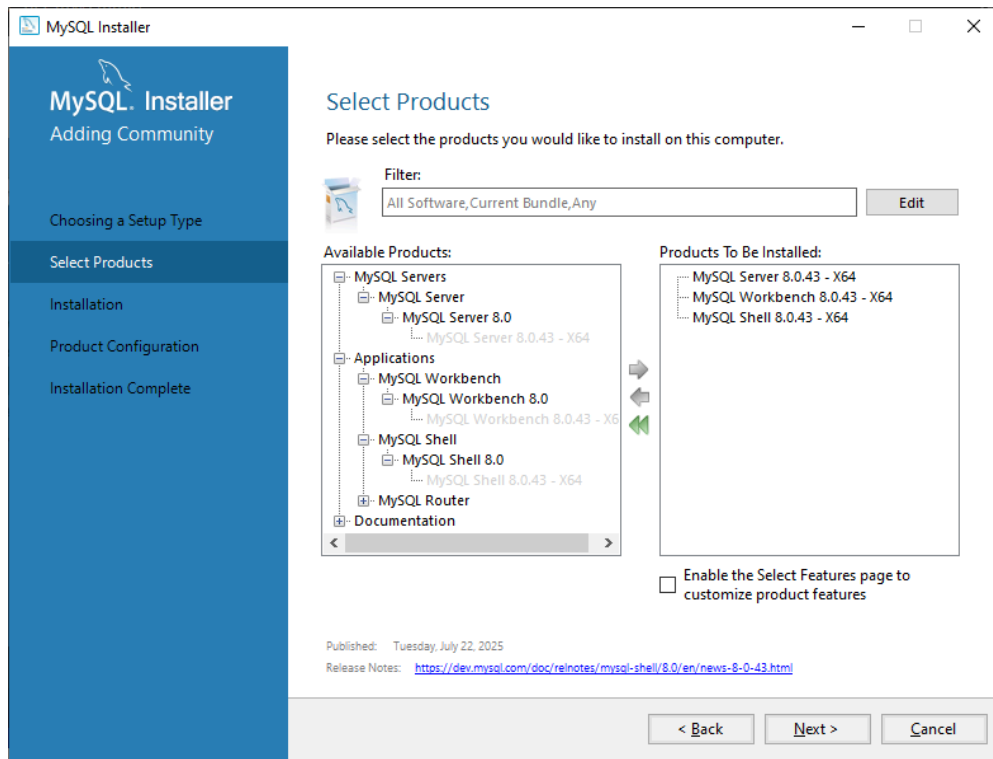 MySQL Installer
MySQL. Installer
Adding Community
Choosing a Setup Type
Select Products
Installation
Product Configuration
Installation Complete
Select Products
Please select the products you would like to install on this computer.
Filter:
All Software,Current Bundle,Any
Edit
Available Products:
MySQL Servers
MySQL Server
MySQL Server 8.0
MySQL Server 8.0.43 - X64
Applications
MySQL Workbench
MySQL Workbench 8.0
MySQL Workbench 8.0.43 - X6
MySQL Shell
MySQL Shell 8.0
MySQL Shell 8.0.43 - X64
MySQL Router
Documentation
Products To Be Installed:
MySQL Server 8.0.43 - X64
MySQL Workbench 8.0.43 - X64
MySQL Shell 8.0.43 - X64
Enable the Select Features page to
customize product features
Published: Tuesday, July 22, 2025
Release Notes: https://dev.mysql.com/doc/relnotes/mysql-shell/8.0/en/news-8-0-43.html
< Back
Next >
Cancel